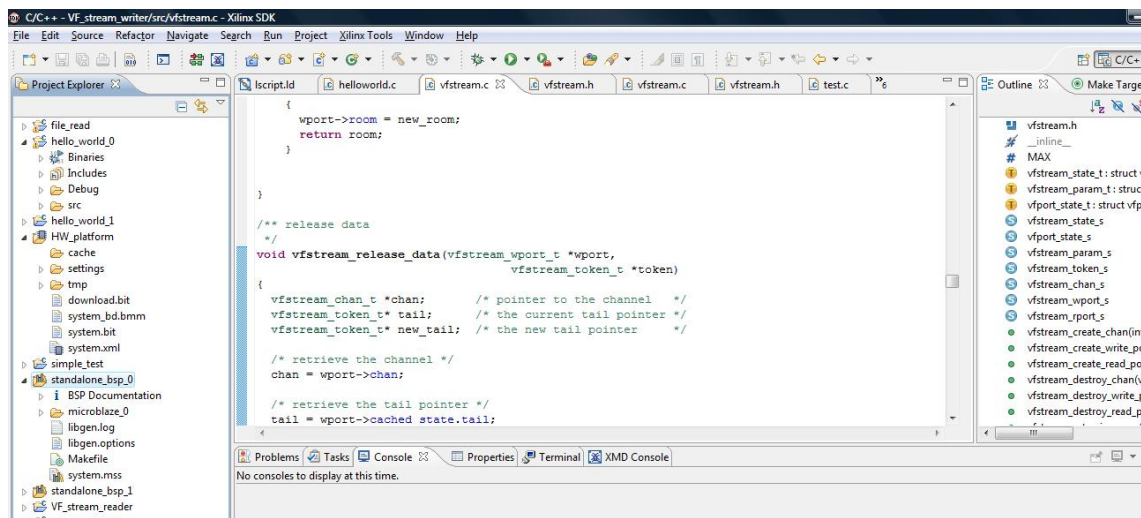 C/C++ - VF_stream_writer/src/vfstream.c - Xilinx SDK
File Edit Source Refactor Navigate Search Run Project Xilinx Tools Window Help
C/C+
Project Explorer
file_read
hello_world_0
Binaries
Includes
Debug
src
hello_world_1
HW_platform
cache
settings
tmp
download.bit
system_bd.bmm
system.bit
system.xml
simple_test
standalone_bsp_0
BSP Documentation
microblaze_0
libgen.log
libgen.options
Makefile
system.mss
standalone_bsp_1
VF_stream_reader
lscript.ld helloworld.c vfstream.c vfstream.h vfstream.c vfstream.h test.c »6
{
wport->room = new_room;
return room;
}
}
/** release data
*/
void vfstream_release_data(vfstream_wport_t *wport,
vfstream_token_t *token)
{
vfstream_chan_t *chan; /* pointer to the channel */
vfstream_token_t* tail; /* the current tail pointer */
vfstream_token_t* new_tail; /* the new tail pointer */
/* retrieve the channel */
chan = wport->chan;
/* retrieve the tail pointer */
tail = wport->cached_state.tail;
Problems Tasks Console Properties Terminal XMD Console
No consoles to display at this time.
Outline Make Targe
vfstream.h
__inline__
MAX
vfstream_state_t : struct v
vfstream_param_t : struc
vfport_state_t : struct vfp
vfstream_state_s
vfport_state_s
vfstream_param_s
vfstream_token_s
vfstream_chan_s
vfstream_wport_s
vfstream_rport_s
vfstream_create_chan(in
vfstream_create_write_po
vfstream_create_read_po
vfstream_destroy_chan(v
vfstream_destroy_write_p
vfstream_destroy_read_p